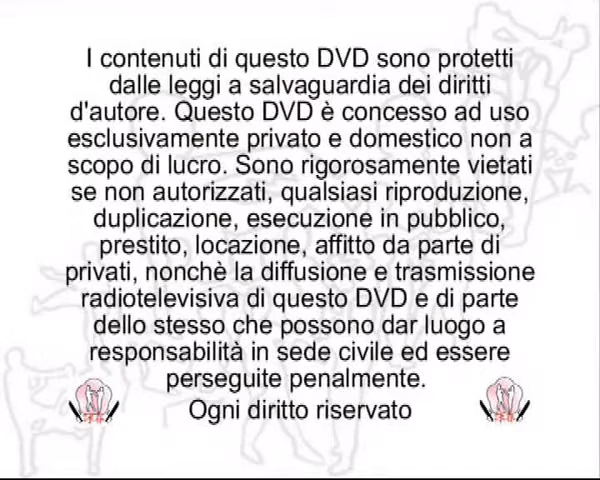 I contenuti di questo DVD sono protetti
dalle leggi a salvaguardia dei diritti
d'autore. Questo DVD è concesso ad uso
esclusivamente privato e domestico non a
scopo di lucro. Sono rigorosamente vietati
se non autorizzati, qualsiasi riproduzione,
duplicazione, esecuzione in pubblico,
prestito, locazione, affitto da parte di
privati, nonchè la diffusione e trasmissione
radiotelevisiva di questo DVD e di parte
dello stesso che possono dar luogo a
responsabilità in sede civile ed essere
perseguite penalmente.
Ogni diritto riservato